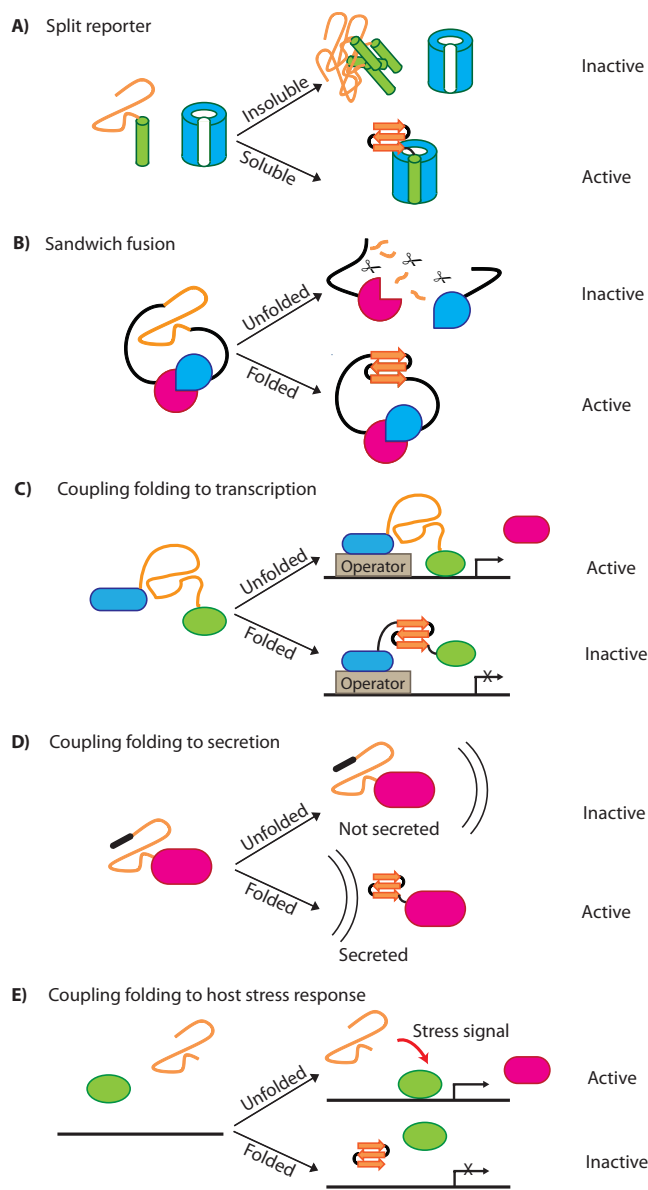 A) Split reporter
Insoluble
Inactive
Soluble
Active
B) Sandwich fusion
Unfolded
Inactive
Folded
Active
C) Coupling folding to transcription
Unfolded
Operator
Active
Folded
Operator
X
Inactive
D) Coupling folding to secretion
Unfolded
Not secreted
Inactive
Folded
Secreted
Active
E) Coupling folding to host stress response
Stress signal
Unfolded
Active
Folded
X
Inactive